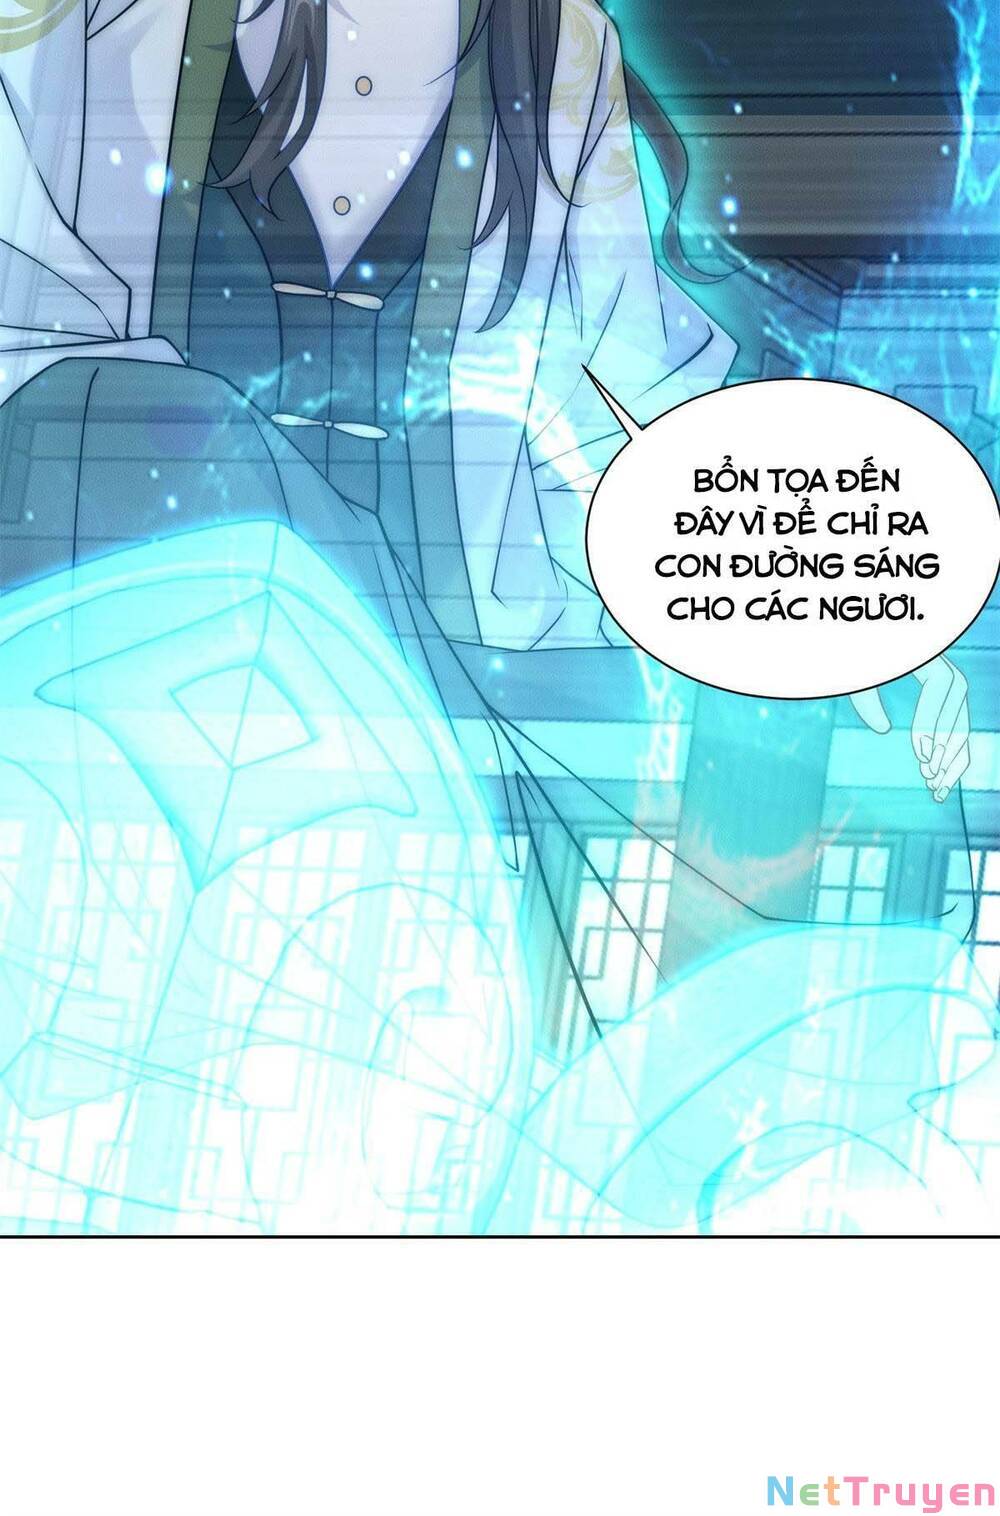 BỔN TỌA ĐẾN
ĐÂY VÌ ĐỂ CHỈ RA
CON ĐƯỜNG SÁNG
CHO CÁC NGƯƠI.
NetTruyen